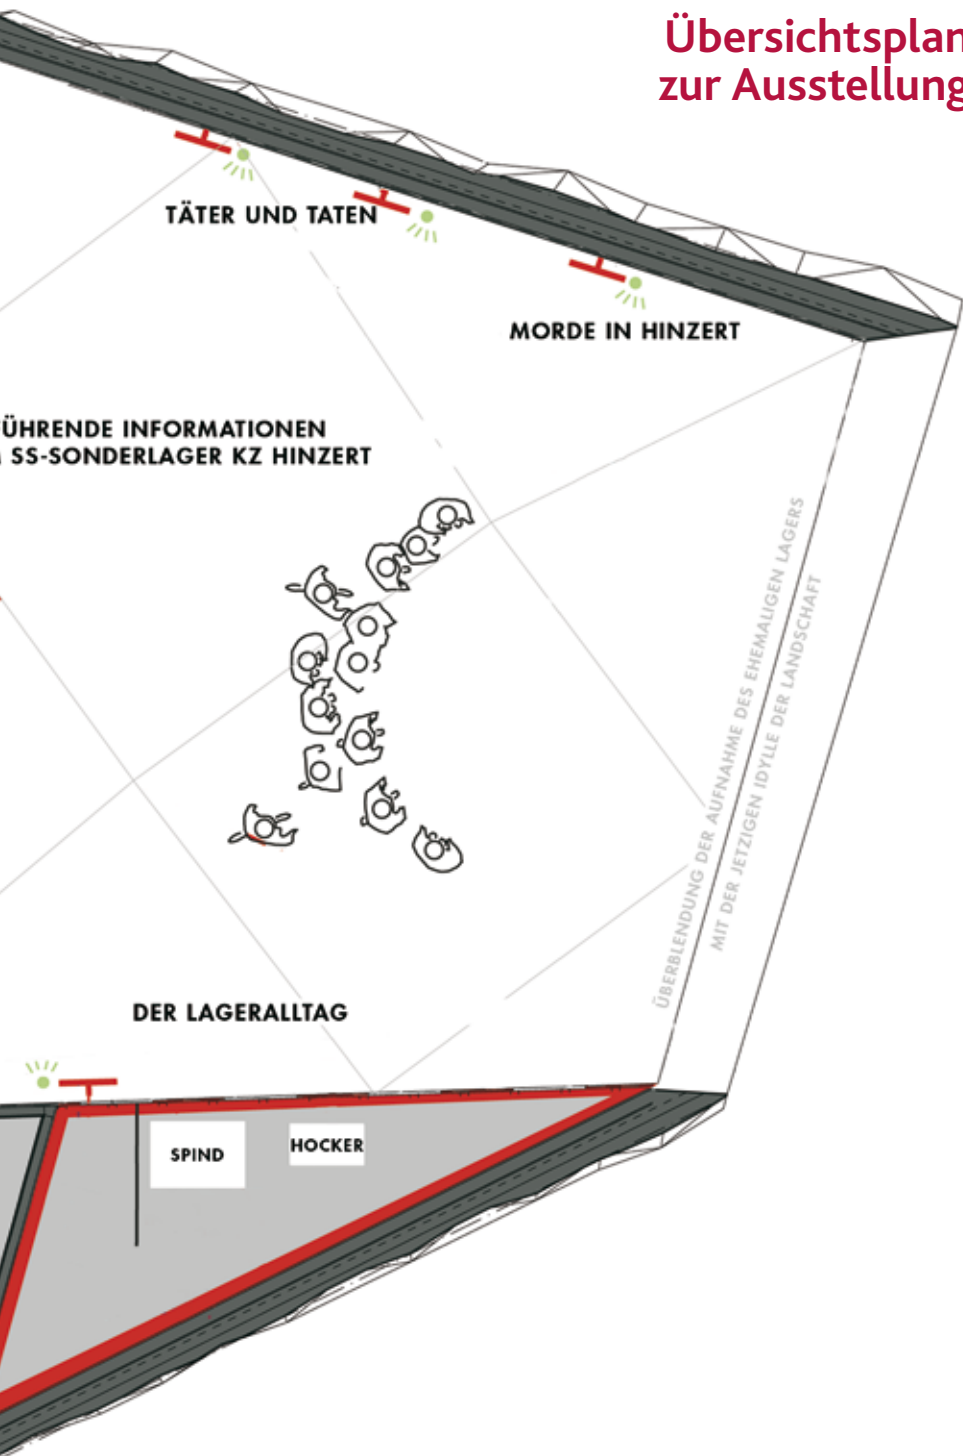 Übersichtsplan
zur Ausstellung
TÄTER UND TATEN
MORDE IN HINZERT
ÜHRENDE INFORMATIONEN
SS-SONDERLAGER KZ HINZERT
ÜBERBLENDUNG DER AUFNAHME DES EHEMALIGEN LAGERS
MIT DER JETZIGEN IDYLLE DER LANDSCHAFT
DER LAGERALLTAG
SPIND
HOCKER